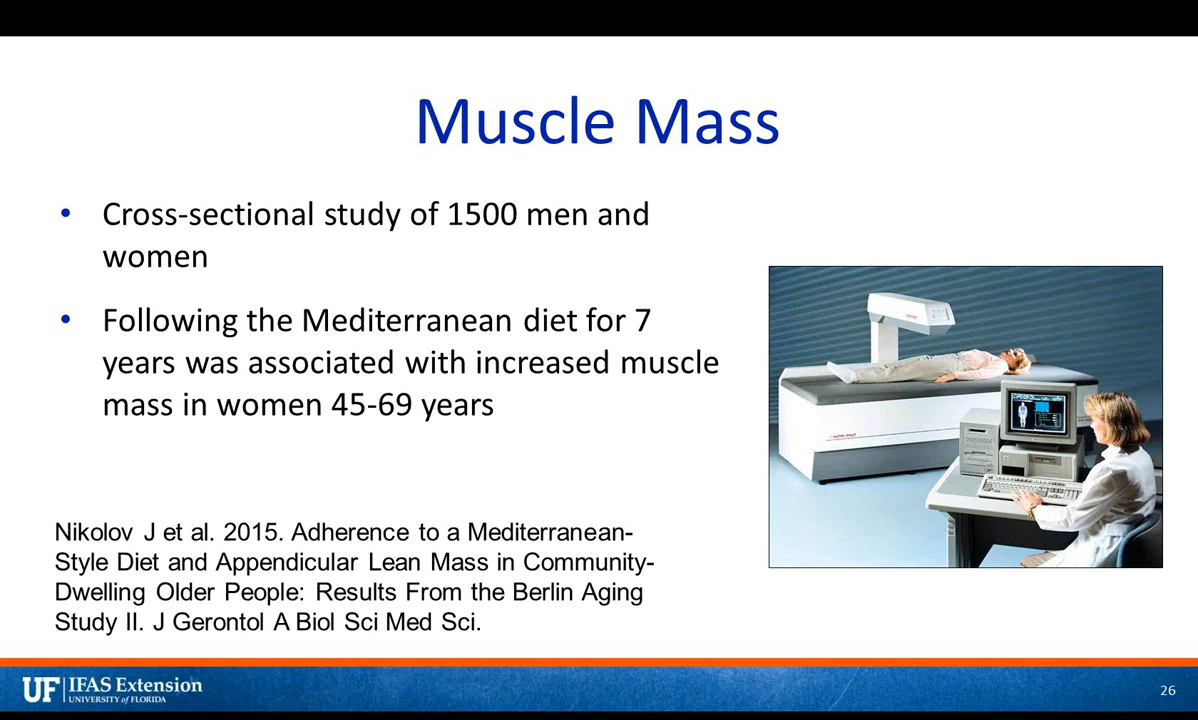 Muscle Mass
• Cross-sectional study of 1500 men and
women
• Following the Mediterranean diet for 7
years was associated with increased muscle
mass in women 45-69 years
Nikolov J et al. 2015. Adherence to a Mediterranean-
Style Diet and Appendicular Lean Mass in Community-
Dwelling Older People: Results From the Berlin Aging
Study II. J Gerontol A Biol Sci Med Sci.
UF IFAS Extension
UNIVERSITY of FLORIDA
26